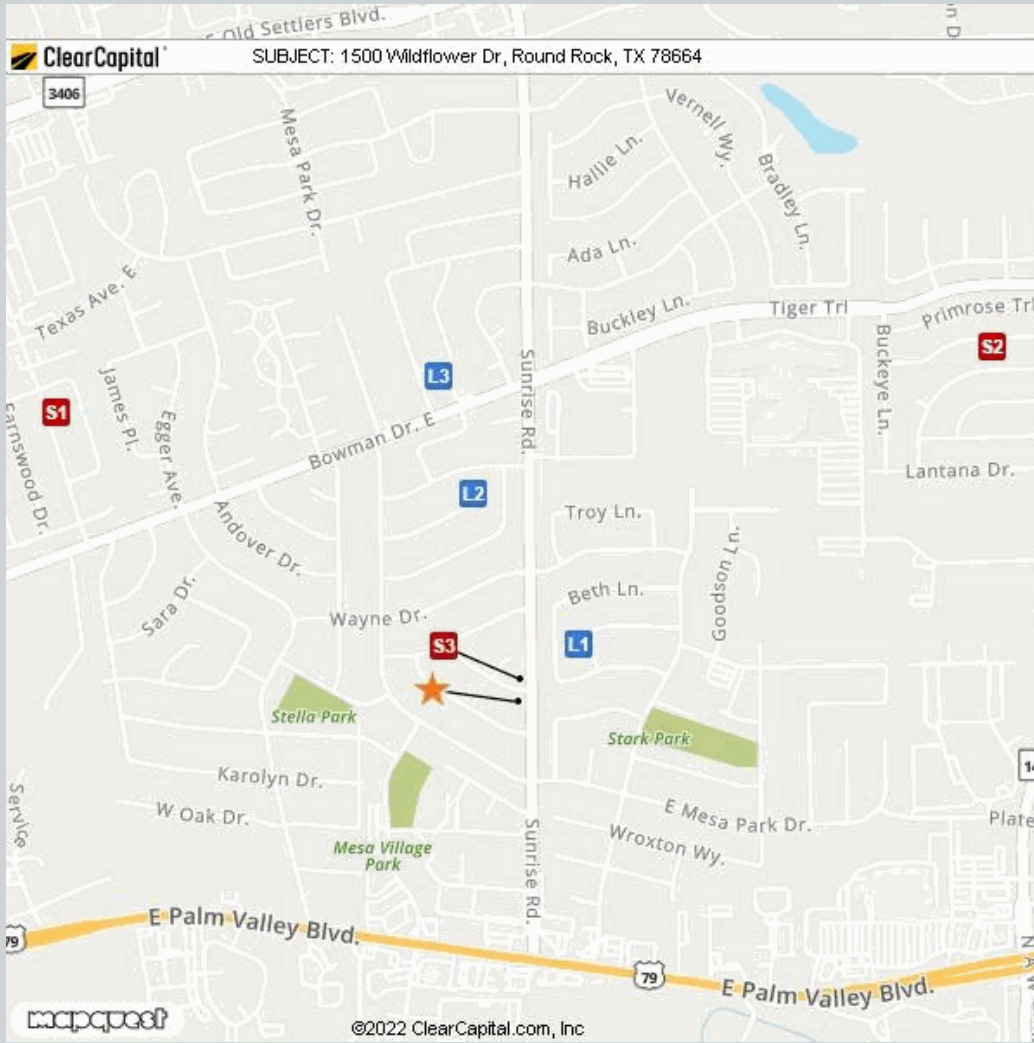 E Old Settlers Blvd.
ClearCapital
SUBJECT: 1500 Wildflower Dr, Round Rock, TX 78664
3406
Mesa Park Dr.
Vernell Wy.
Hallie Ln.
Bradley Ln.
Ada Ln.
Texas Ave. E
Buckley Ln.
Tiger Trl
Primrose Trl
S2
Buckeye Ln.
Sunrise Rd.
L3
S1
James Pl.
Egger Ave.
Farnswood Dr.
Bowman Dr. E
Lantana Dr.
L2
Troy Ln.
Andover Dr.
Goodson Ln.
Beth Ln.
Sara Dr.
Wayne Dr.
S3
L1
Stella Park
Stark Park
Karolyn Dr.
W Oak Dr.
Service
E Mesa Park Dr.
Wroxton Wy.
Mesa Village
Park
Sunrise Rd.
E Palm Valley Blvd.
79
79
E Palm Valley Blvd.
mapquest
©2022 ClearCapital.com, Inc